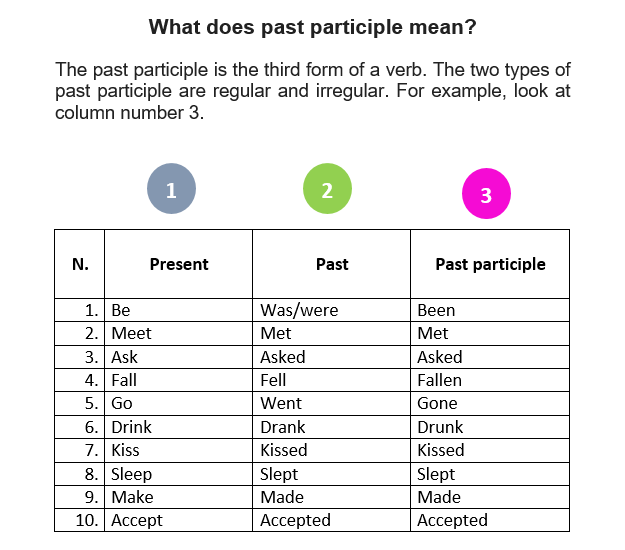 What does past participle mean?
The past participle is the third form of a verb. The two types of
past participle are regular and irregular. For example, look at
column number 3.
1 2 3
N. Present Past Past participle
1. Be Was/were Been
2. Meet Met Met
3. Ask Asked Asked
4. Fall Fell Fallen
5. Go Went Gone
6. Drink Drank Drunk
7. Kiss Kissed Kissed
8. Sleep Slept Slept
9. Make Made Made
10. Accept Accepted Accepted